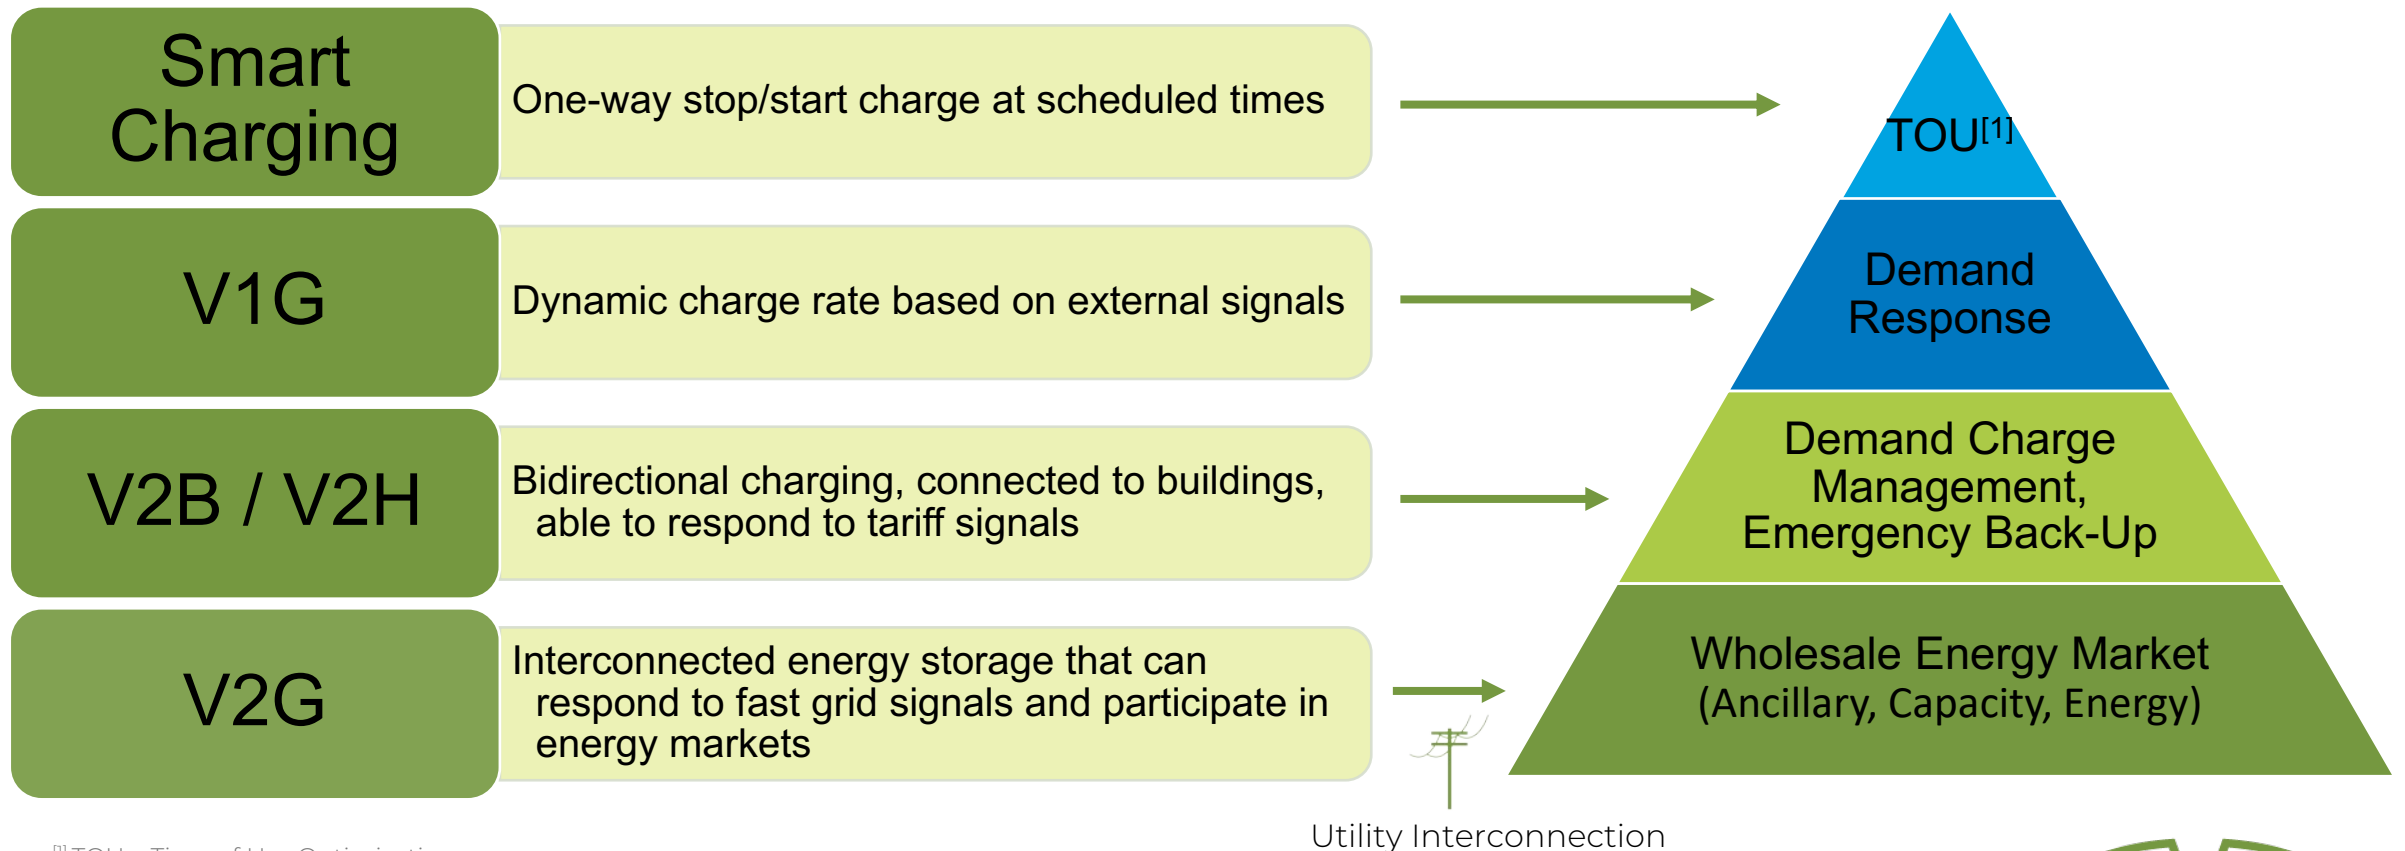 Smart
Charging
One-way stop/start charge at scheduled times
TOU[1]
V1G
Dynamic charge rate based on external signals
Demand
Response
V2B / V2H
Bidirectional charging, connected to buildings,
able to respond to tariff signals
Demand Charge
Management,
Emergency Back-Up
V2G
Interconnected energy storage that can
respond to fast grid signals and participate in
energy markets
Wholesale Energy Market
(Ancillary, Capacity, Energy)
Utility Interconnection